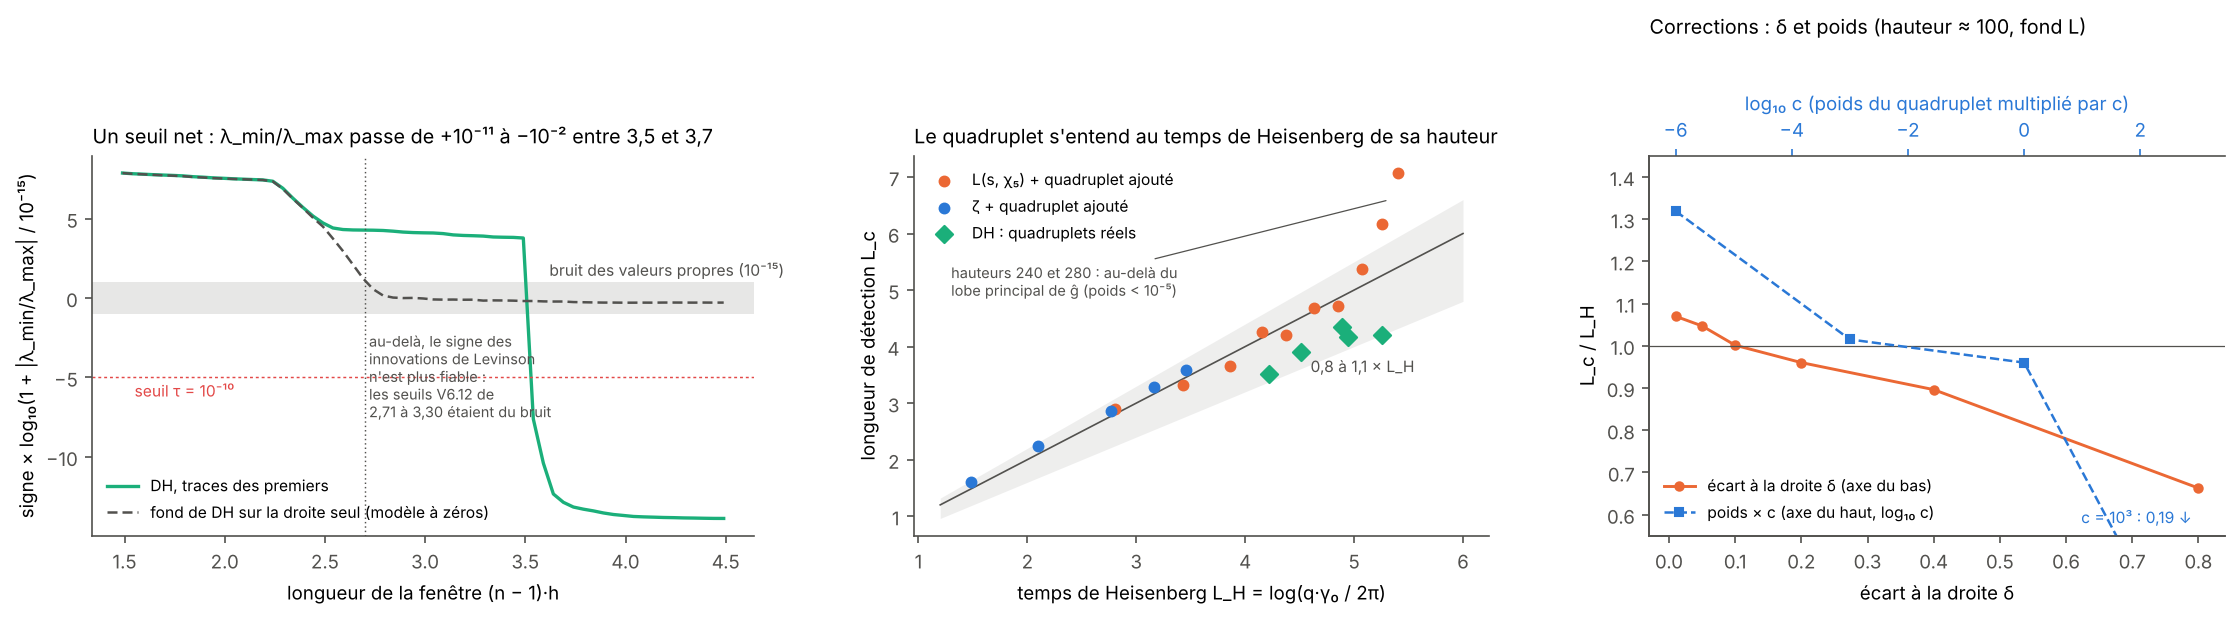 Corrections : δ et poids (hauteur ≈ 100, fond L)
Un seuil net : λ_min/λ_max passe de +10⁻¹¹ à −10⁻² entre 3,5 et 3,7
signe × log₁₀(1 + |λ_min/λ_max| / 10⁻¹⁵)
5
0
−5
−10
bruit des valeurs propres (10⁻¹⁵)
au-delà, le signe des
innovations de Levinson
n'est plus fiable :
les seuils V6.12 de
2,71 à 3,30 étaient du bruit
seuil τ = 10⁻¹⁰
DH, traces des premiers
fond de DH sur la droite seul (modèle à zéros)
1.5 2.0 2.5 3.0 3.5 4.0 4.5
longueur de la fenêtre (n − 1)·h
Le quadruplet s'entend au temps de Heisenberg de sa hauteur
longueur de détection L_c
7
6
5
4
3
2
1
L(s, χ₅) + quadruplet ajouté
ζ + quadruplet ajouté
DH : quadruplets réels
hauteurs 240 et 280 : au-delà du
lobe principal de ĝ (poids < 10⁻⁵)
0,8 à 1,1 × L_H
1 2 3 4 5 6
temps de Heisenberg L_H = log(q·γ₀ / 2π)
log₁₀ c (poids du quadruplet multiplié par c)
−6 −4 −2 0 2
L_c / L_H
1.4
1.3
1.2
1.1
1.0
0.9
0.8
0.7
0.6
écart à la droite δ (axe du bas)
poids × c (axe du haut, log₁₀ c)
c = 10³ : 0,19 ↓
0.0 0.1 0.2 0.3 0.4 0.5 0.6 0.7 0.8
écart à la droite δ